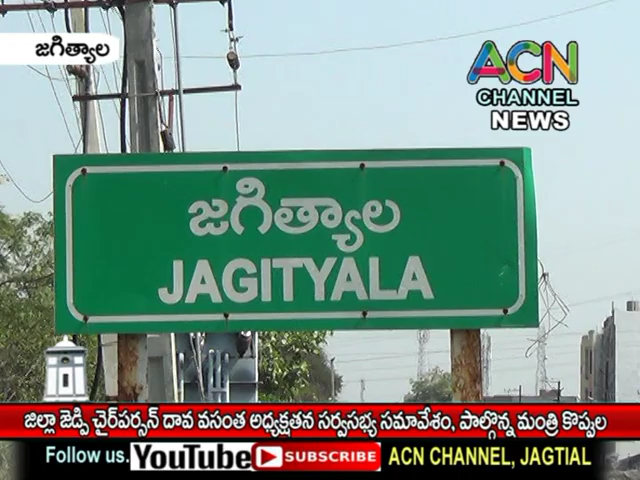 జగిత్యాల
ACN
CHANNEL
NEWS
జగిత్యాల
JAGITYALA
జిల్లా జెడ్పి చైర్‌పర్సన్ దావ వసంత అధ్యక్షతన సర్వసభ్య సమావేశం, పాల్గొన్న మంత్రి కొప్పుల
Follow us. YouTube SUBSCRIBE ACN CHANNEL, JAGTIAL